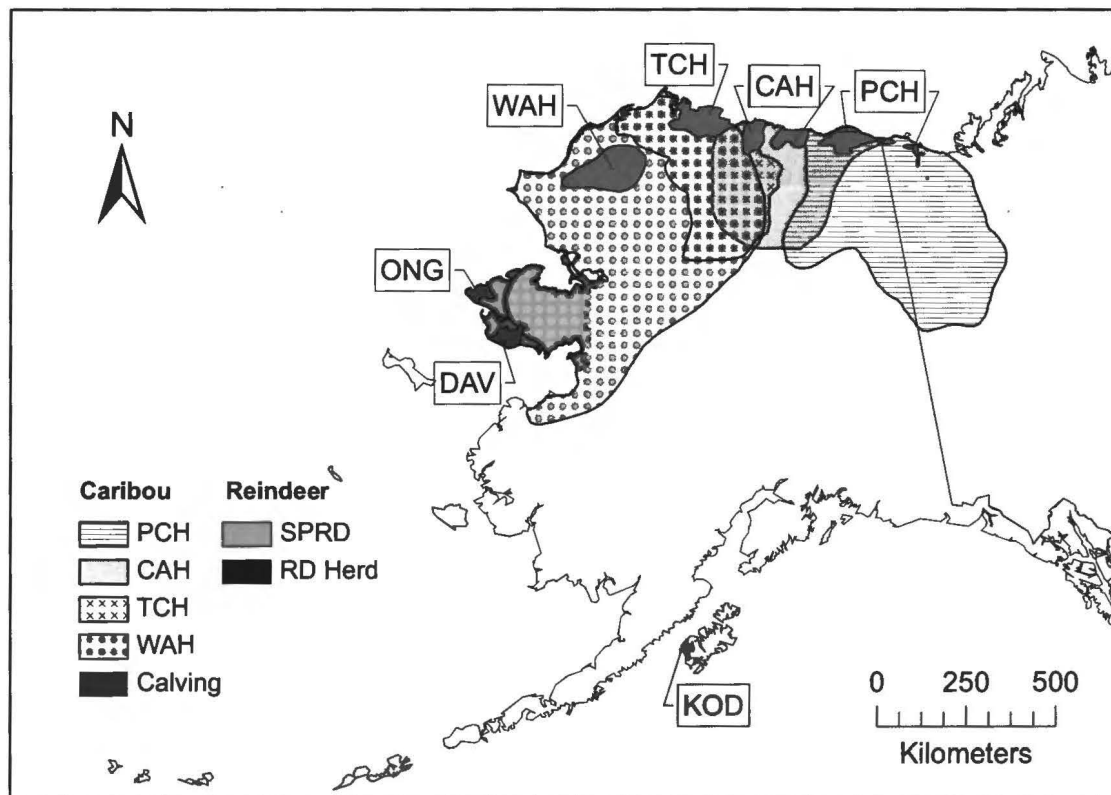 TCH
CAH
PCH
WAH
N
ONG
DAV
Caribou
Reindeer
PCH
SPRD
CAH
RD Herd
TCH
WAH
Calving
KOD
0 250 500
Kilometers